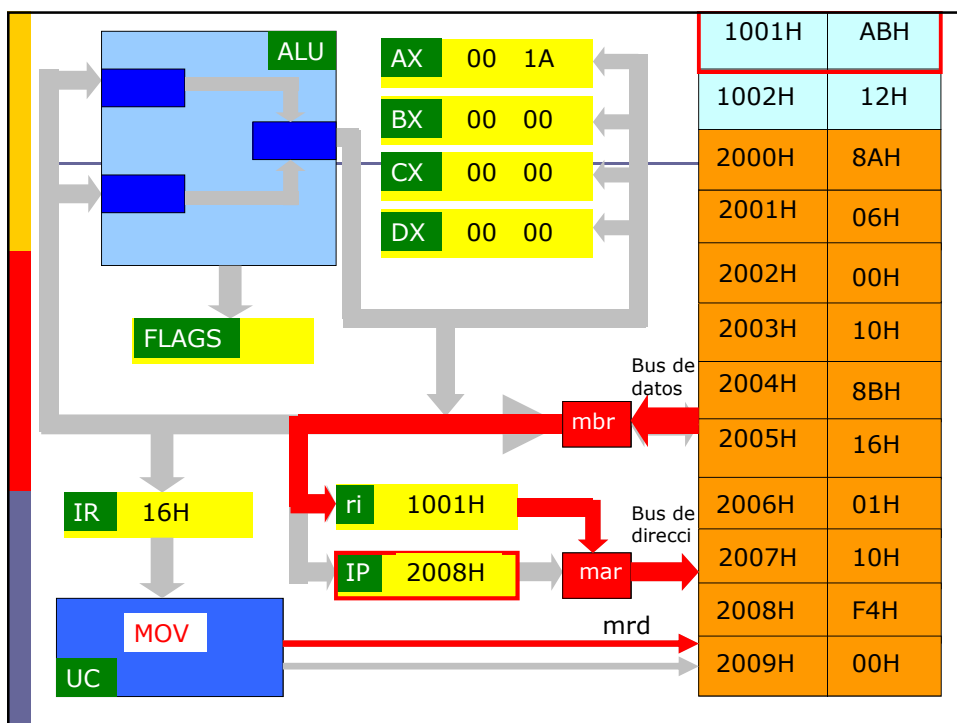 1001H ABH
ALU
AX 00 1A
1002H 12H
BX 00 00
2000H 8AH
CX 00 00
2001H 06H
DX 00 00
2002H 00H
FLAGS
2003H 10H
Bus de
datos
2004H 8BH
mbr
2005H 16H
IR 16H
ri 1001H
2006H 01H
Bus de
direcci
2007H 10H
IP 2008H
mar
MOV
mrd
2008H F4H
UC
2009H 00H